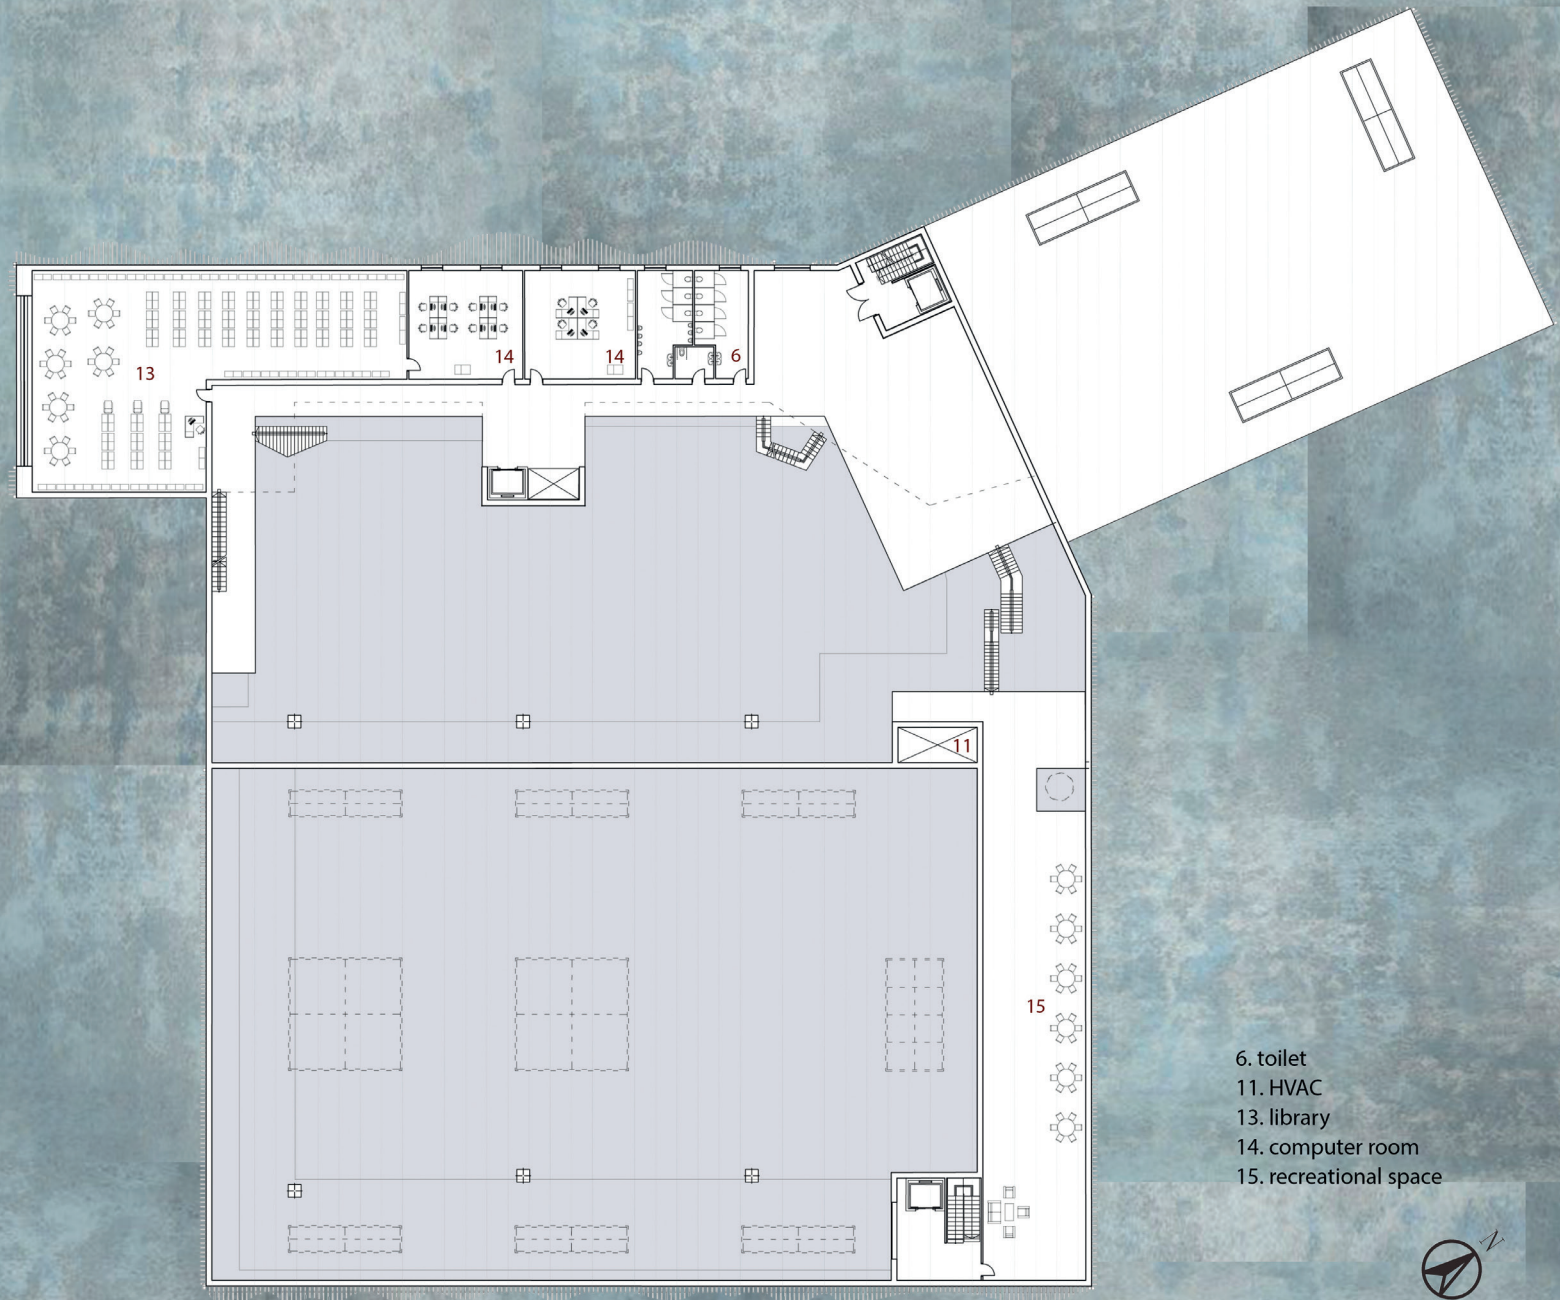 14
14
6
13
11
15
6. toilet
11. HVAC
13. library
14. computer room
15. recreational space
N